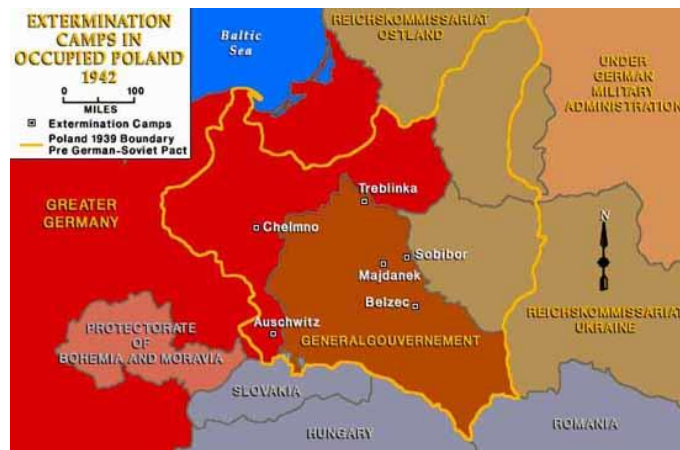 EXTERMINATION
CAMPS IN
OCCUPIED POLAND
1942
0 100
MILES
Extermination Camps
Poland 1939 Boundary
Pre German-Soviet Pact
Baltic
Sea
REICHSKOMMISSARIAT
OSTLAND
UNDER
GERMAN
MILITARY
ADMINISTRATION
GREATER
GERMANY
Treblinka
Chelmno
Sobibor
Majdanek
Belzec
N
Auschwitz
GENERALGOUVERNEMENT
REICHSKOMMISSARIAT
UKRAINE
PROTECTORATE
OF
BOHEMIA AND MORAVIA
SLOVAKIA
HUNGARY
ROMANIA